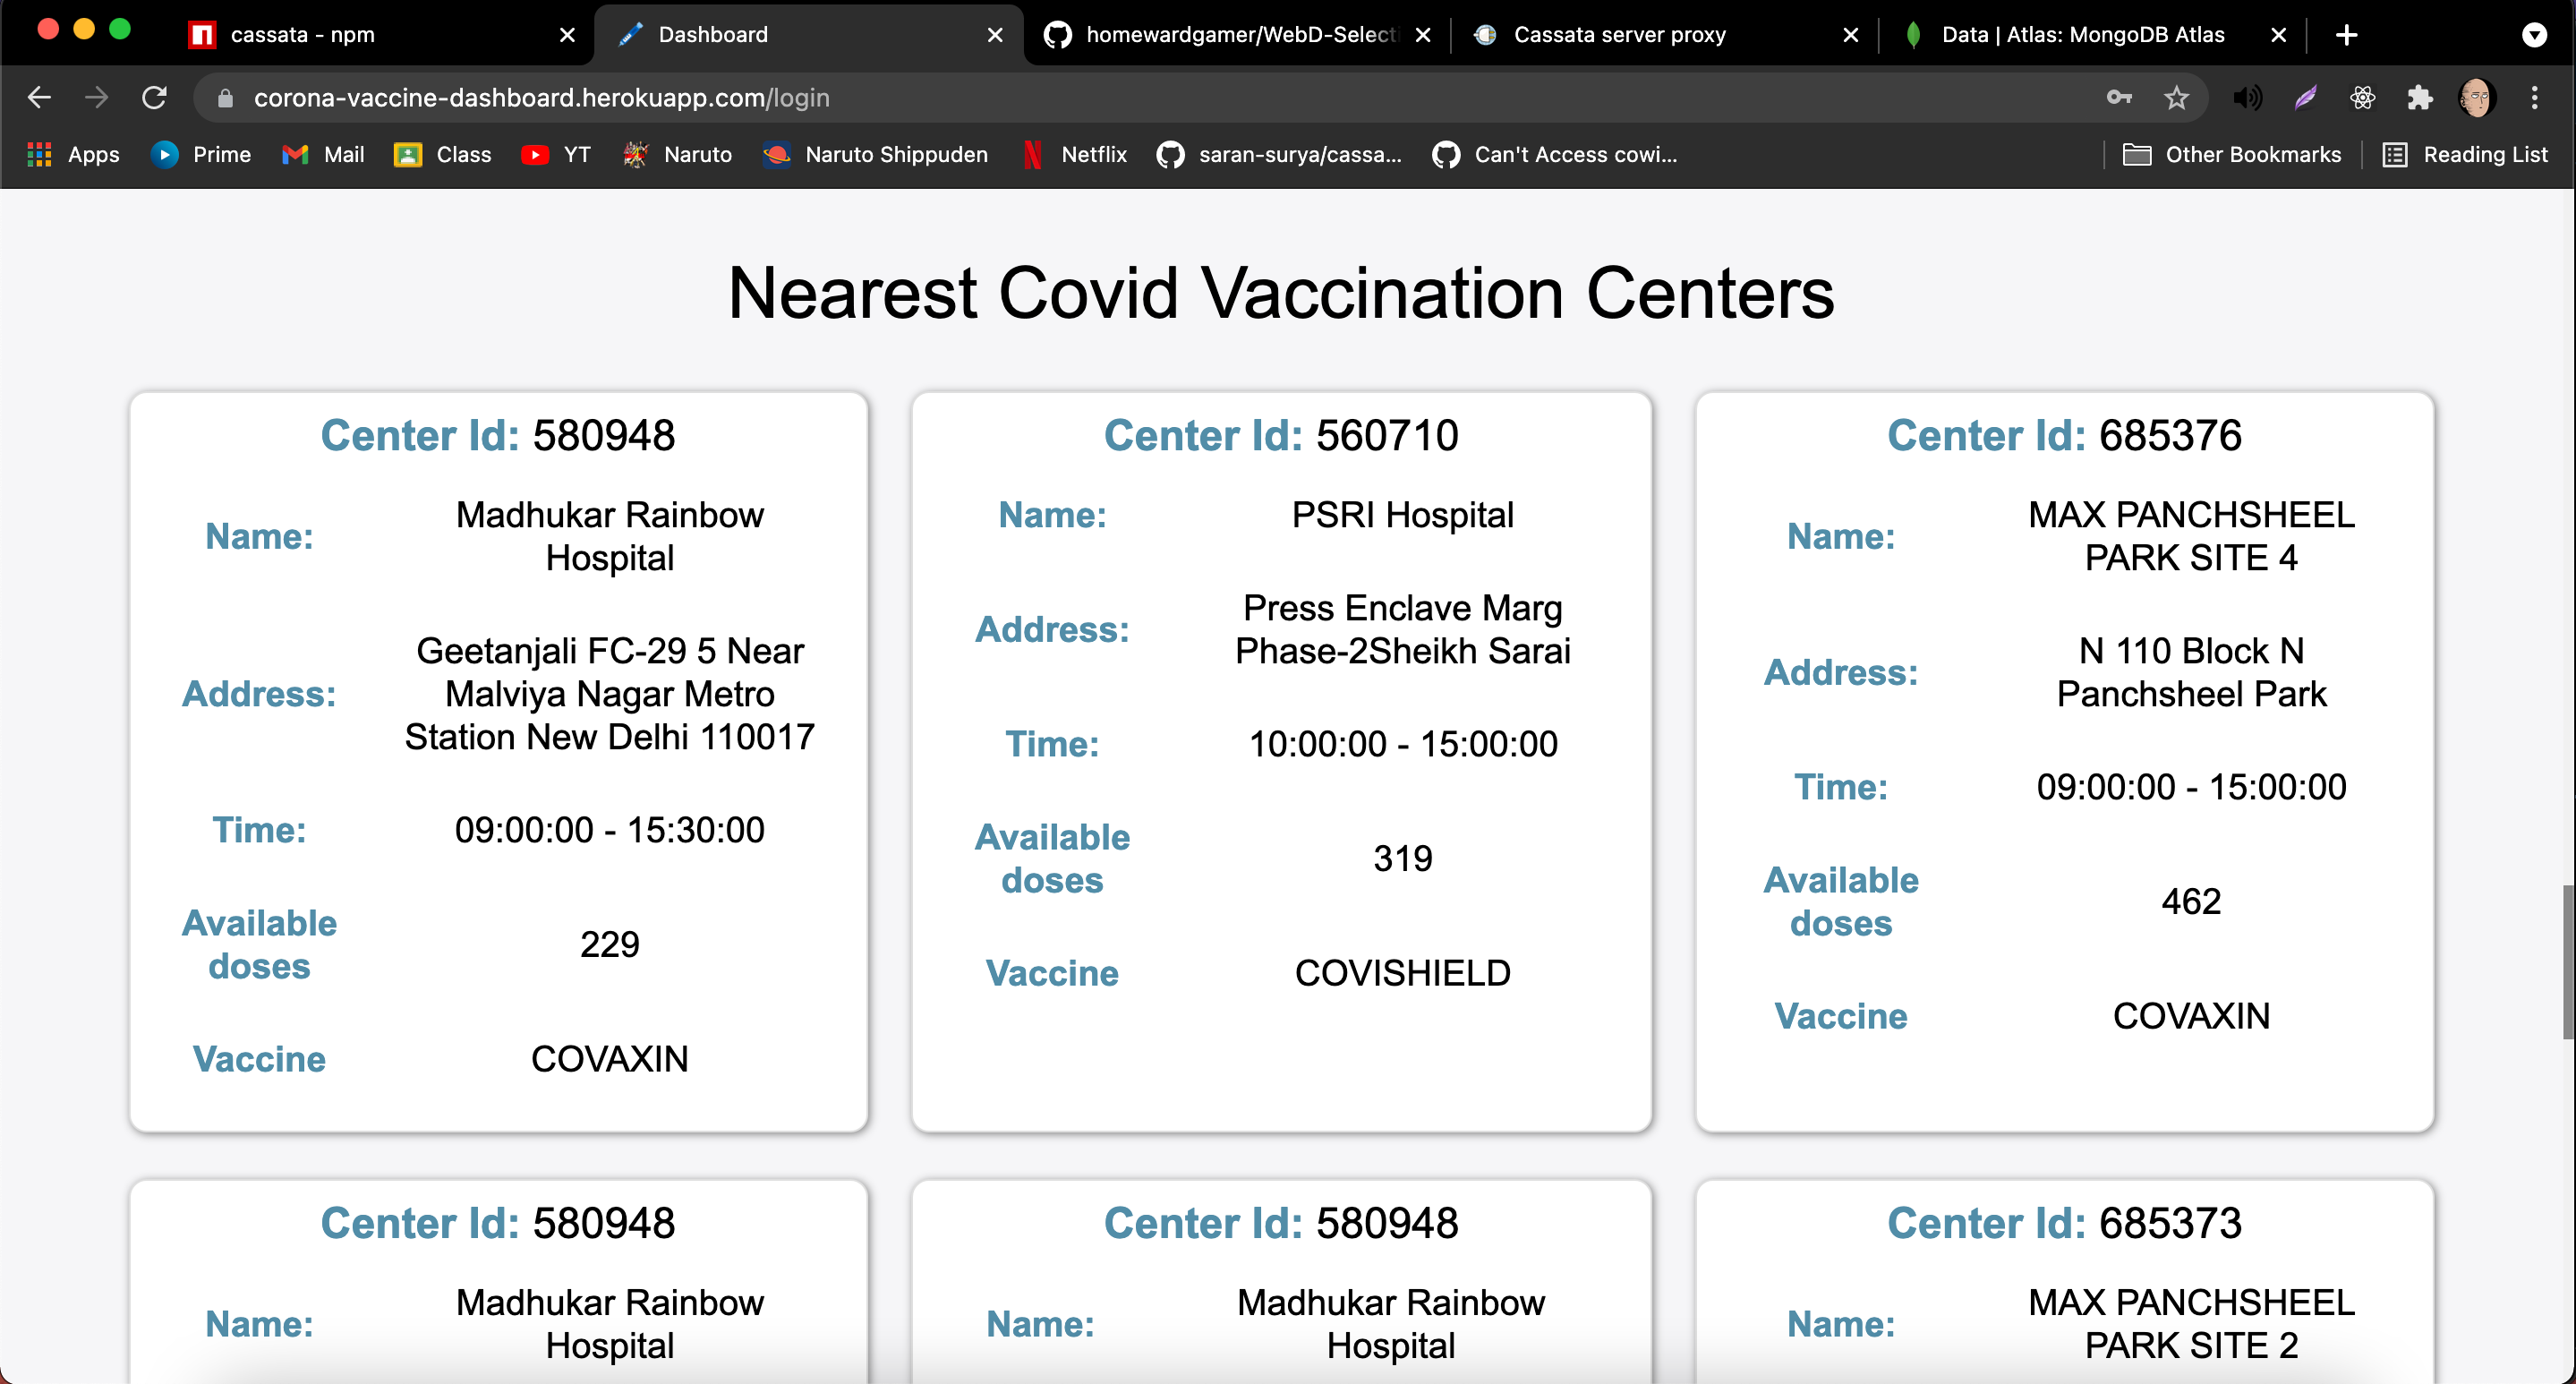 cassata - npm
Dashboard
homewardgamer/WebD-Selecti
Cassata server proxy
Data | Atlas: MongoDB Atlas
corona-vaccine-dashboard.herokuapp.com/login
Apps
Prime
Mail
Class
YT
Naruto
Naruto Shippuden
Netflix
saran-surya/cassa...
Can't Access cowi...
Other Bookmarks
Reading List
Nearest Covid Vaccination Centers
Center Id: 580948
Name:
Madhukar Rainbow
Hospital
Address:
Geetanjali FC-29 5 Near
Malviya Nagar Metro
Station New Delhi 110017
Time:
09:00:00 - 15:30:00
Available
doses
229
Vaccine
COVAXIN
Center Id: 560710
Name:
PSRI Hospital
Address:
Press Enclave Marg
Phase-2Sheikh Sarai
Time:
10:00:00 - 15:00:00
Available
doses
319
Vaccine
COVISHIELD
Center Id: 685376
Name:
MAX PANCHSHEEL
PARK SITE 4
Address:
N 110 Block N
Panchsheel Park
Time:
09:00:00 - 15:00:00
Available
doses
462
Vaccine
COVAXIN
Center Id: 580948
Name:
Madhukar Rainbow
Hospital
Center Id: 580948
Name:
Madhukar Rainbow
Hospital
Center Id: 685373
Name:
MAX PANCHSHEEL
PARK SITE 2